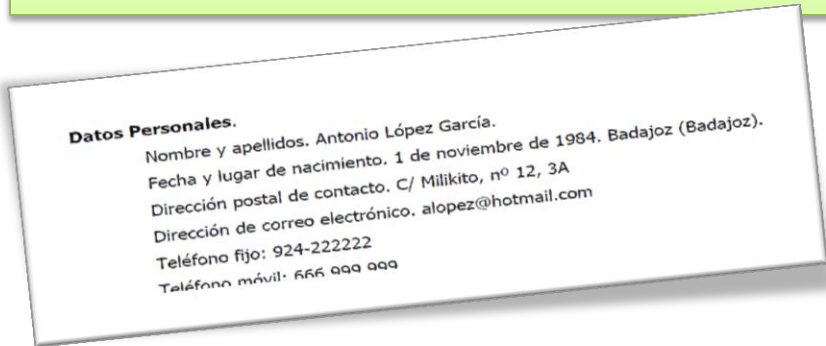 Datos Personales.
Nombre y apellidos. Antonio López García.
Fecha y lugar de nacimiento. 1 de noviembre de 1984. Badajoz (Badajoz).
Dirección postal de contacto. C/ Milikito, nº 12, 3A
Dirección de correo electrónico. alopez@hotmail.com
Teléfono fijo: 924-222222
Teléfono móvil: 666 999 999